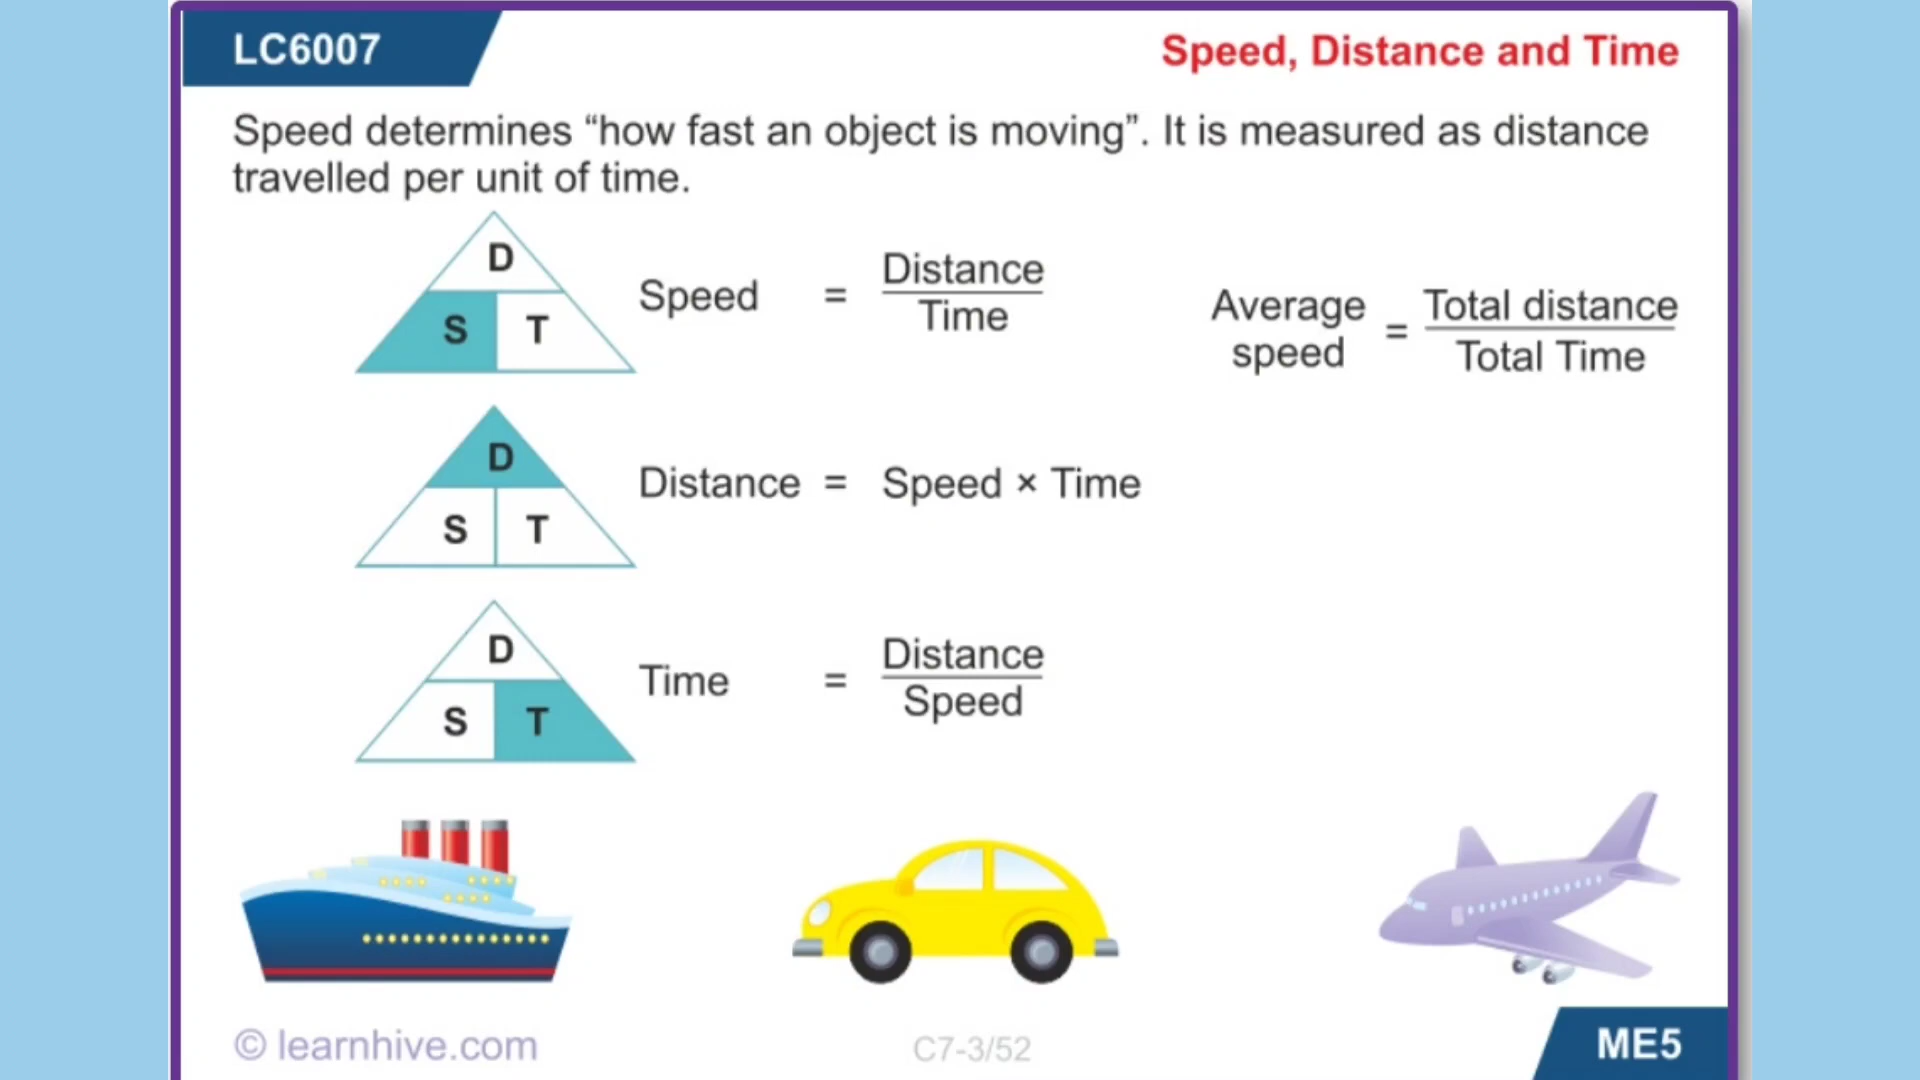 LC6007
Speed, Distance and Time
Speed determines “how fast an object is moving”. It is measured as distance
travelled per unit of time.
D
S T
Speed = Distance
Time
Average
speed = Total distance
Total Time
D
S T
Distance = Speed × Time
D
S T
Time = Distance
Speed
© learnhive.com
C7-3/52
ME5